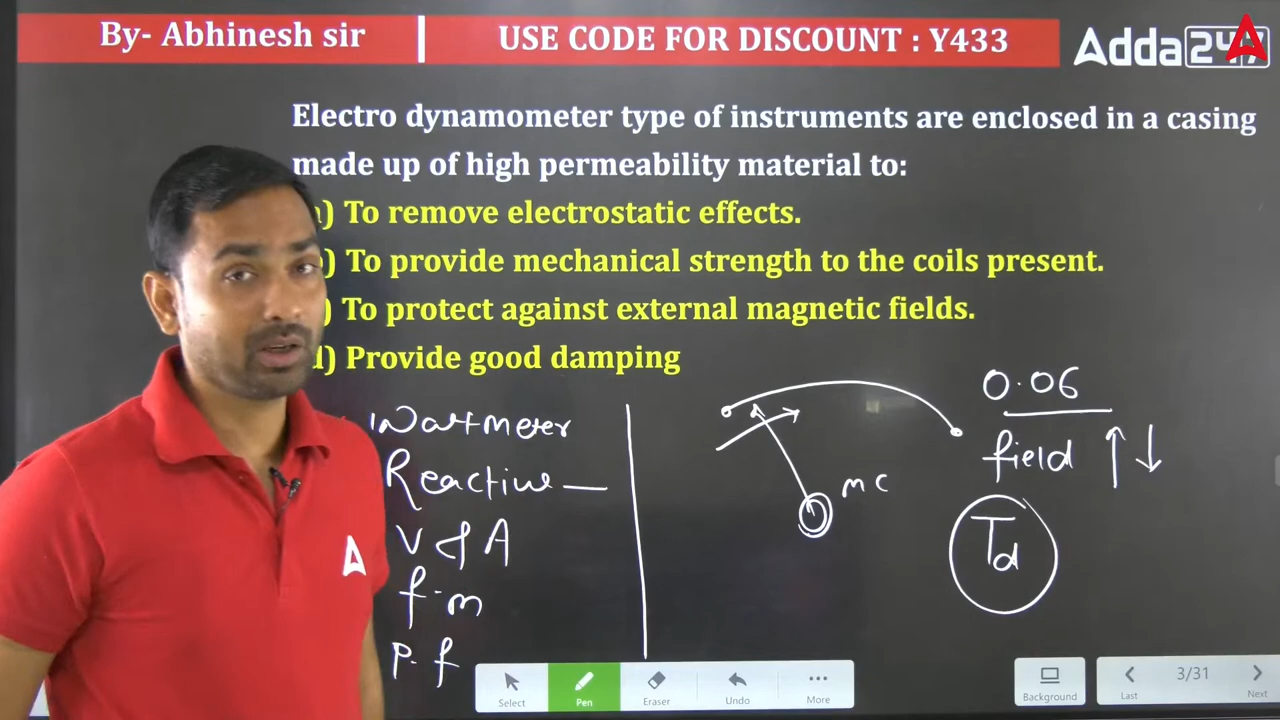 By- Abhinesh sir
USE CODE FOR DISCOUNT : Y433
Adda247
Electro dynamometer type of instruments are enclosed in a casing
made up of high permeability material to:
) To remove electrostatic effects.
) To provide mechanical strength to the coils present.
) To protect against external magnetic fields.
d) Provide good damping
Wattmeter
Reactive —
V & A
f.m
P.f
mc
0.06
field ↑ ↓
Td
Select
Pen
Eraser
Undo
More
Background
Last
3/31
Next